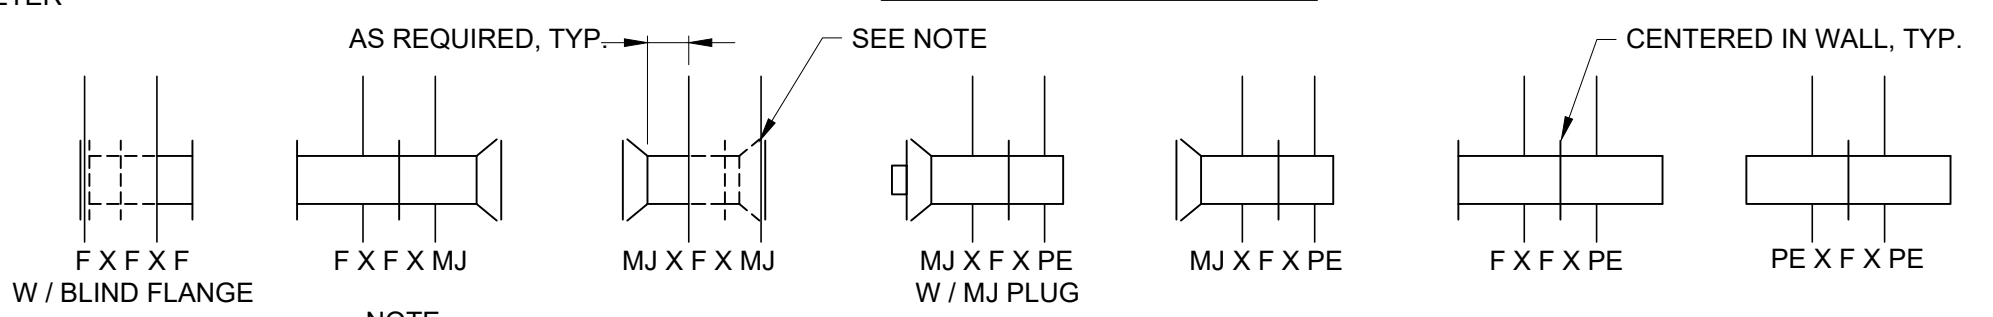 AS REQUIRED, TYP.
SEE NOTE
CENTERED IN WALL, TYP.
F X F X F
W / BLIND FLANGE
F X F X MJ
MJ X F X MJ
MJ X F X PE
W / MJ PLUG
MJ X F X PE
F X F X PE
PE X F X PE